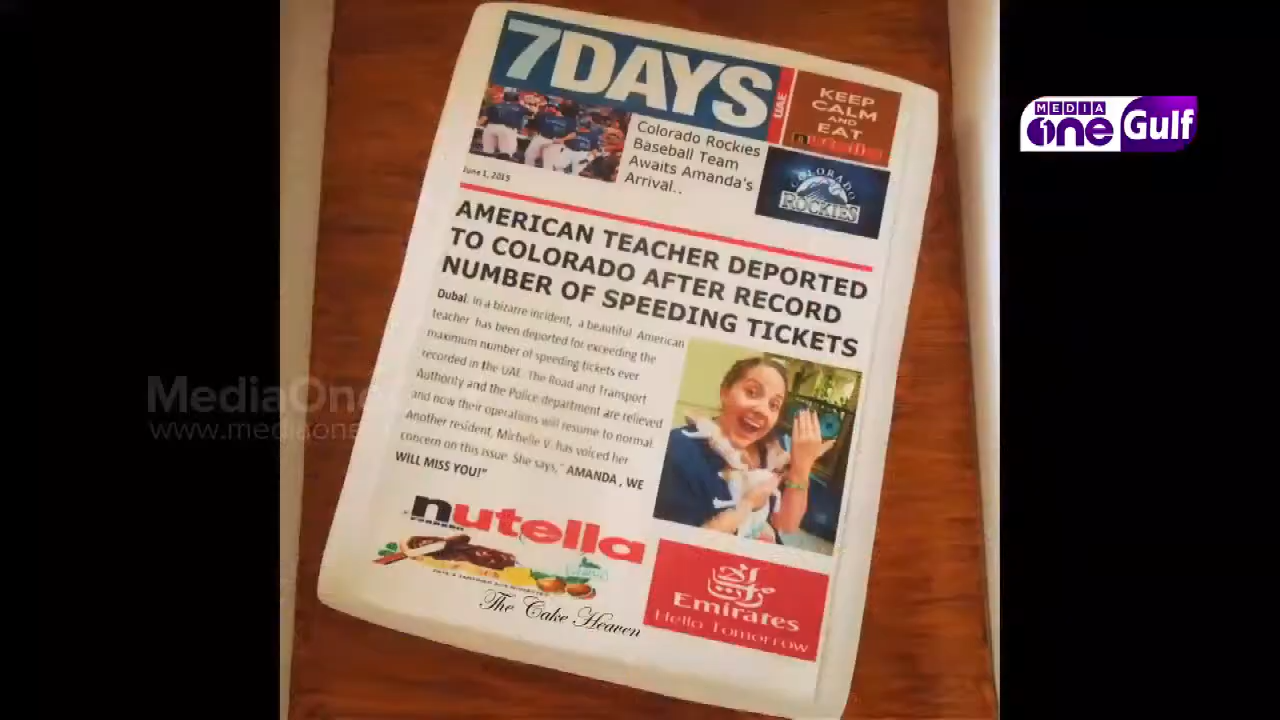 7DAYS
UAE
KEEP
CALM
AND
EAT
MEDIA
one Gulf
Colorado Rockies
Baseball Team
Awaits Amanda's
Arrival..
COLORADO
ROCKIES
June 1, 2015
AMERICAN TEACHER DEPORTED
TO COLORADO AFTER RECORD
NUMBER OF SPEEDING TICKETS
Dubai. in a bizarre incident, a beautiful American
teacher has been deported for exceeding the
maximum number of speeding tickets ever
recorded in the UAE. The Road and Transport
Authority and the Police department are relieved
and now their operations will resume to normal.
Another resident, Michelle V. has voiced her
concern on this issue. She says," AMANDA , WE
WILL MISS YOU!"
MediaOne
www.mediaone
nutella
FERRERO
The Cake Heaven
Emirates
Hello Tomorrow